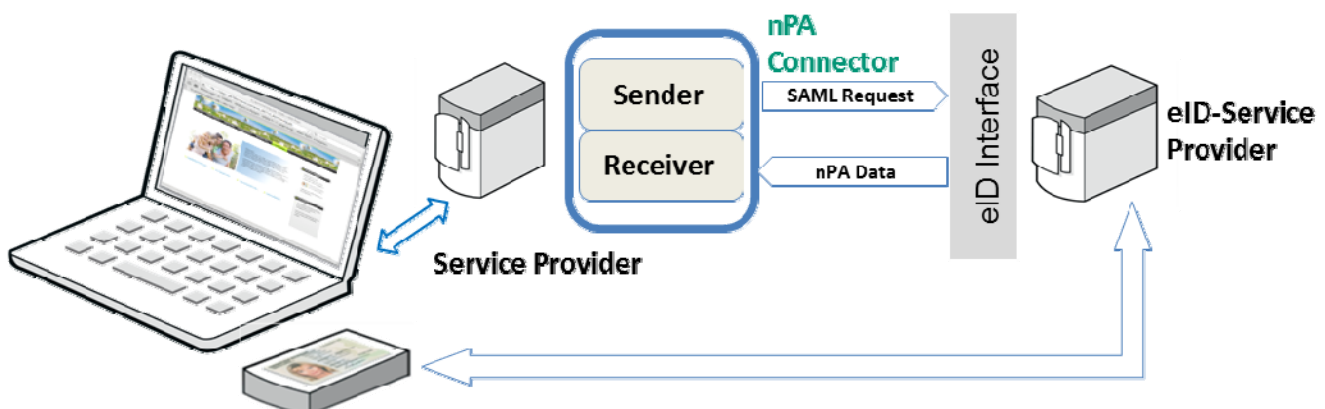 nPA
Connector
Sender
SAML Request
Receiver
nPA Data
eID Interface
eID-Service
Provider
Service Provider